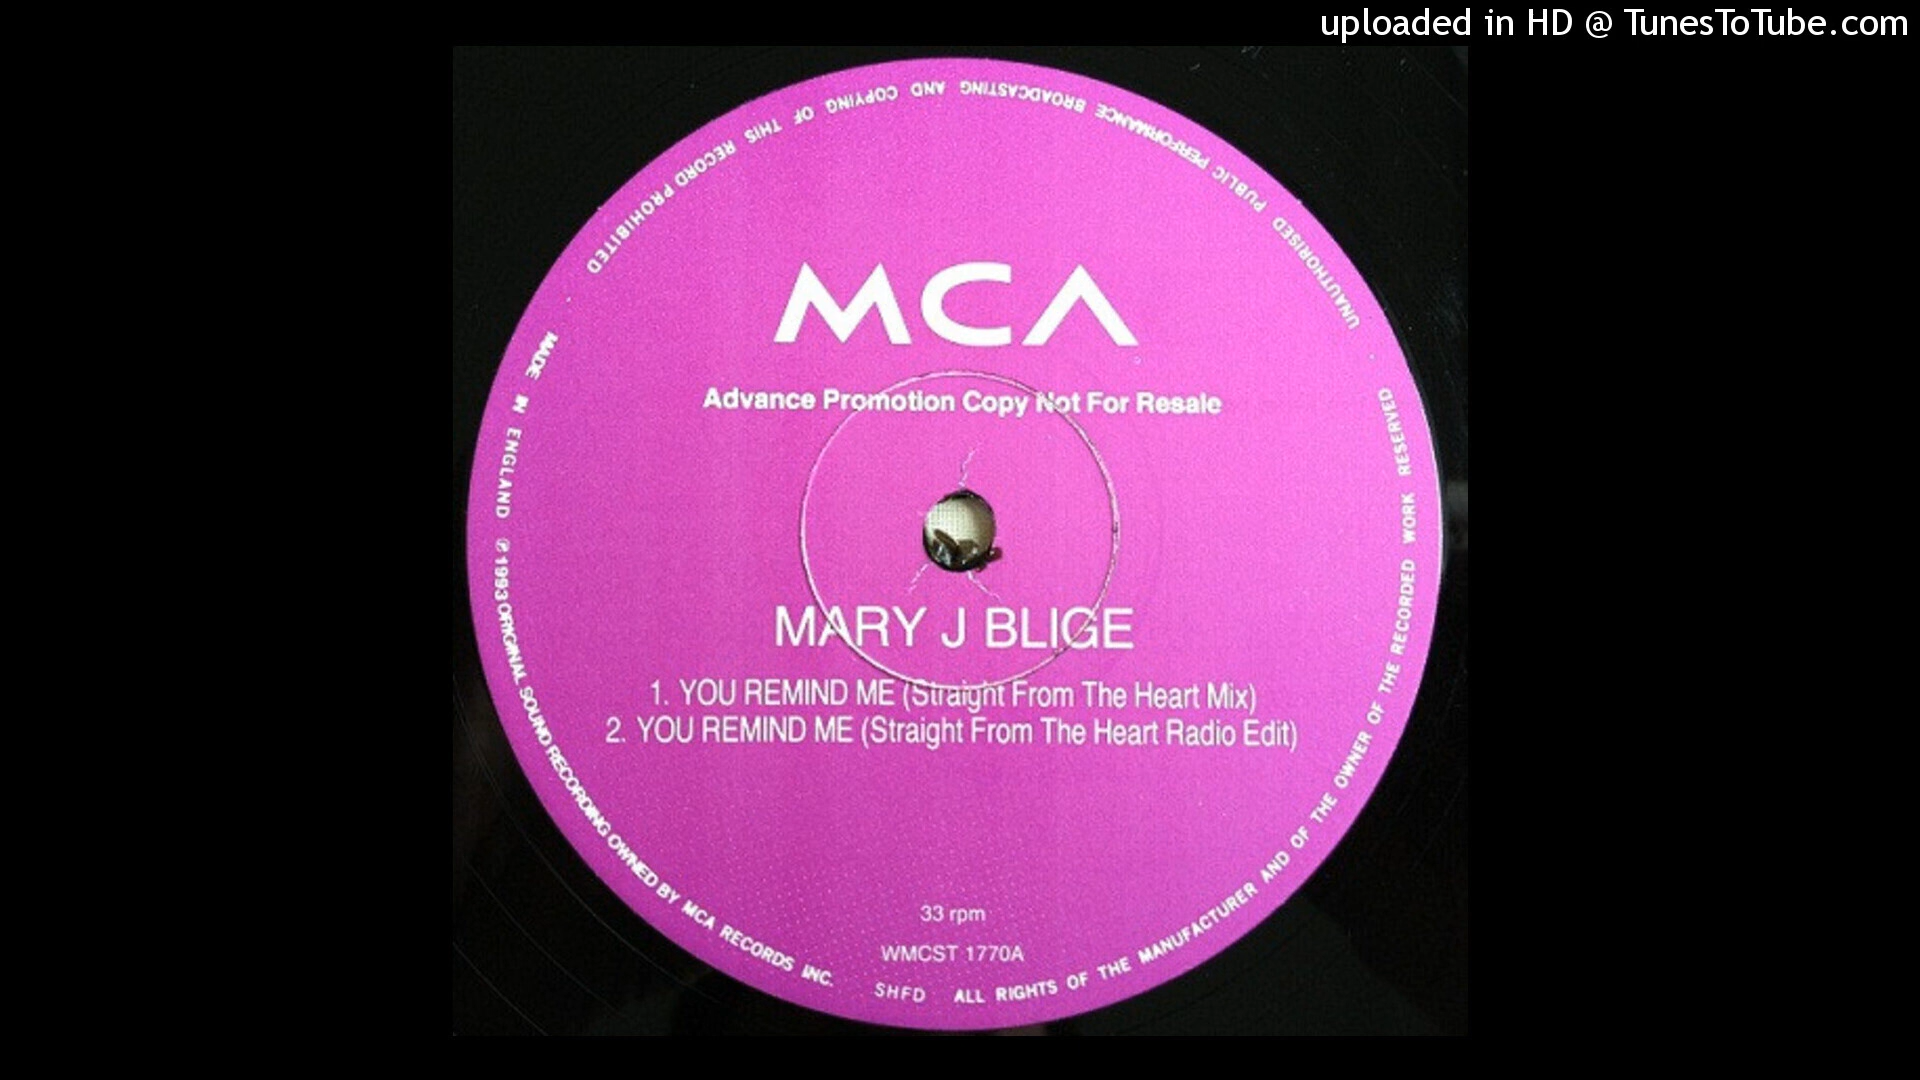 uploaded in HD @ TunesToTube.com
MCA
Advance Promotion Copy Not For Resale
MARY J BLIGE
1. YOU REMIND ME (Straight From The Heart Mix)
2. YOU REMIND ME (Straight From The Heart Radio Edit)
33 rpm
WMCST 1770A
MADE IN ENGLAND ℗ 1993 ORIGINAL SOUND RECORDING OWNED BY MCA RECORDS INC. SHFD ALL RIGHTS OF THE MANUFACTURER AND OF THE OWNER OF THE RECORDED WORK RESERVED UNAUTHORISED PUBLIC PERFORMANCE BROADCASTING AND COPYING OF THIS RECORD PROHIBITED